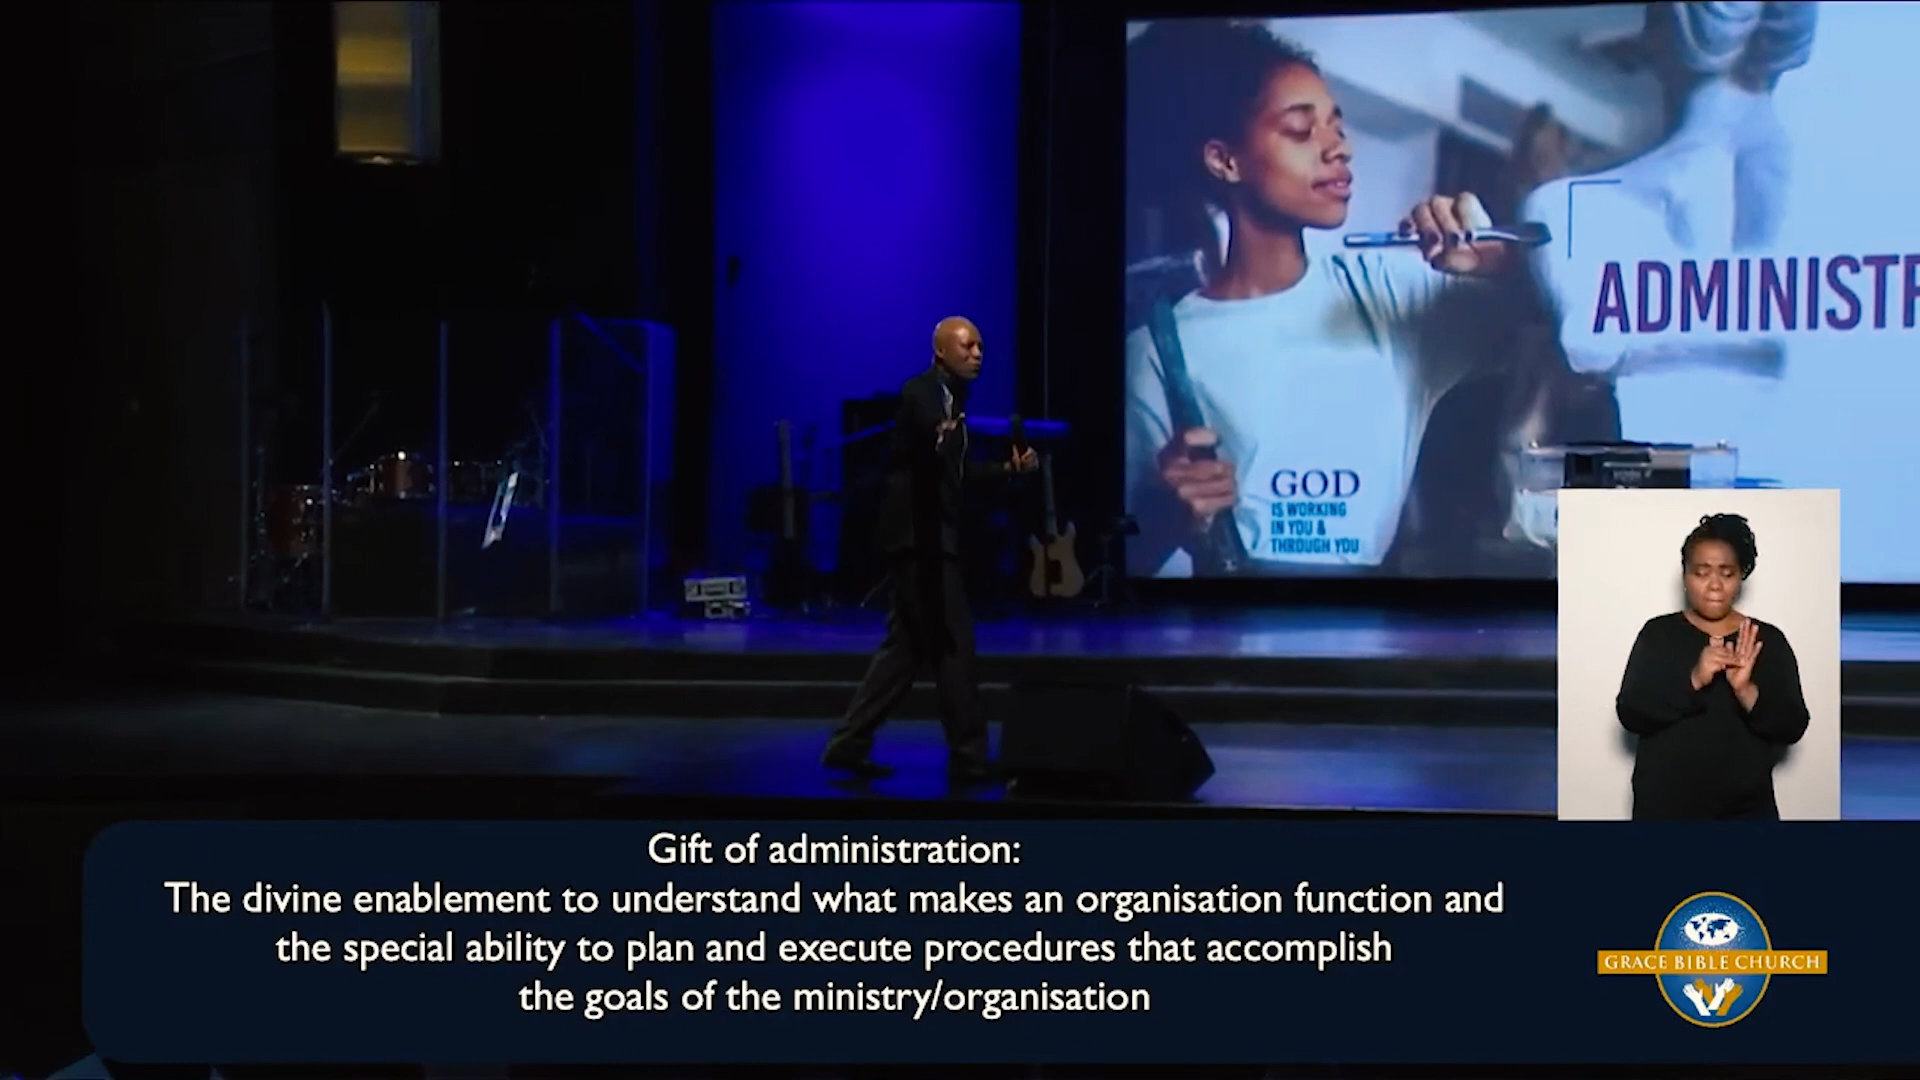 ADMINISTR
GOD
IS WORKING
IN YOU &
THROUGH YOU
Gift of administration:
The divine enablement to understand what makes an organisation function and
the special ability to plan and execute procedures that accomplish
the goals of the ministry/organisation
GRACE BIBLE CHURCH